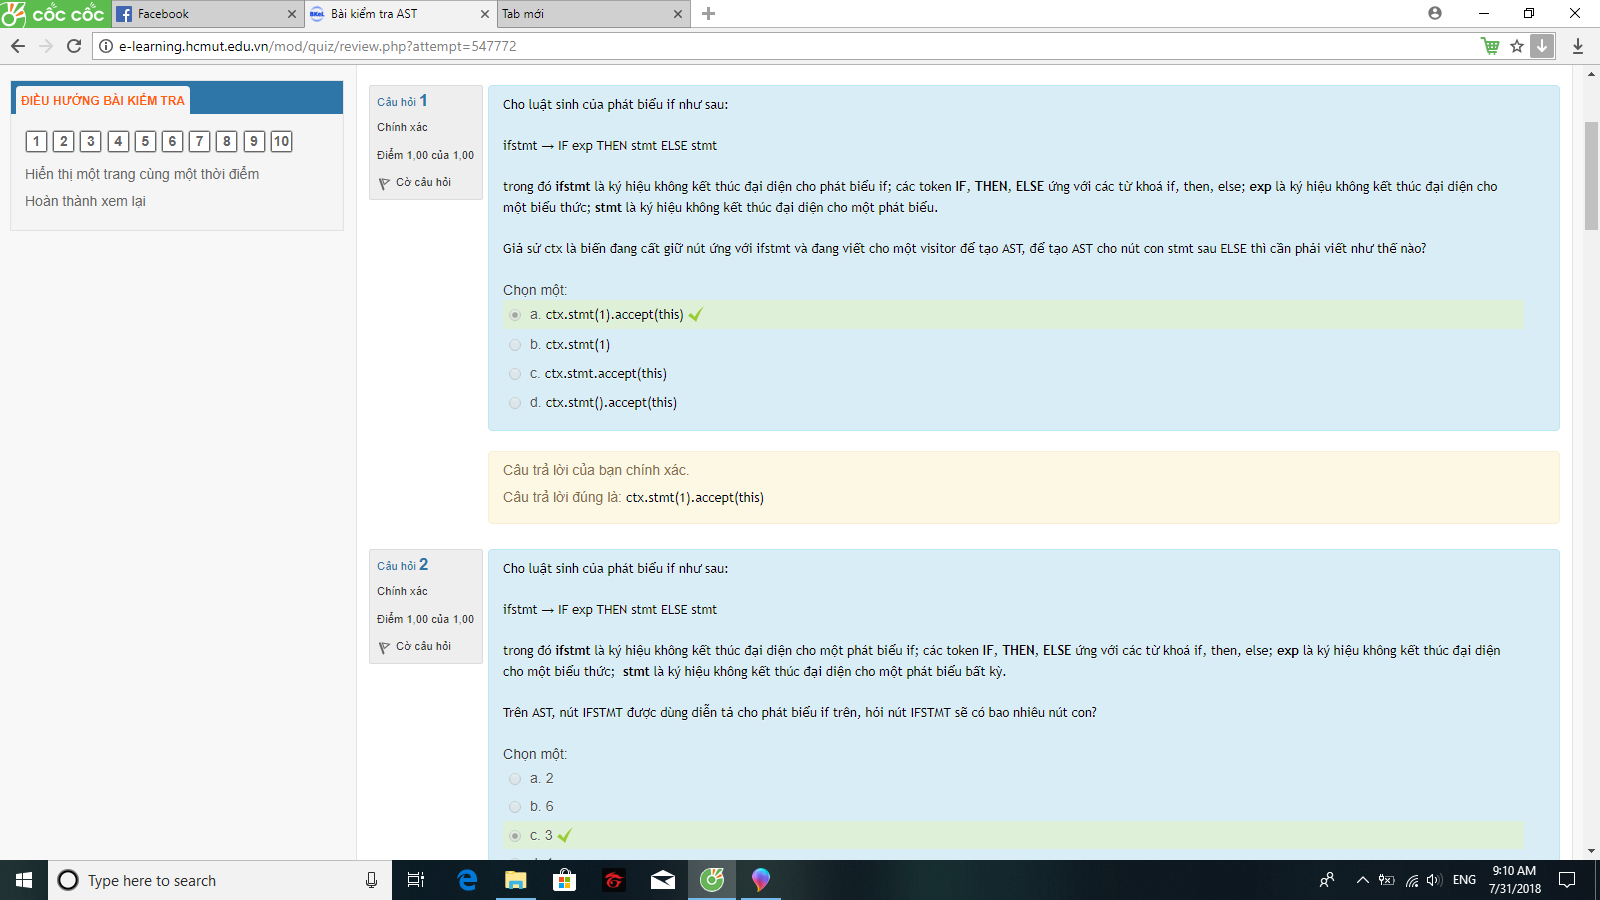 cốc cốc
Facebook
BKeL
Bài kiểm tra AST
Tab mới
e-learning.hcmut.edu.vn/mod/quiz/review.php?attempt=547772
ĐIỀU HƯỚNG BÀI KIỂM TRA
1 2 3 4 5 6 7 8 9 10
Hiển thị một trang cùng một thời điểm
Hoàn thành xem lại
Câu hỏi 1
Chính xác
Điểm 1,00 của 1,00
Cờ câu hỏi
Cho luật sinh của phát biểu if như sau:
ifstmt → IF exp THEN stmt ELSE stmt
trong đó ifstmt là ký hiệu không kết thúc đại diện cho phát biểu if; các token IF, THEN, ELSE ứng với các từ khoá if, then, else; exp là ký hiệu không kết thúc đại diện cho
một biểu thức; stmt là ký hiệu không kết thúc đại diện cho một phát biểu.
Giả sử ctx là biến đang cất giữ nút ứng với ifstmt và đang viết cho một visitor để tạo AST, để tạo AST cho nút con stmt sau ELSE thì cần phải viết như thế nào?
Chọn một:
a. ctx.stmt(1).accept(this)
b. ctx.stmt(1)
c. ctx.stmt.accept(this)
d. ctx.stmt().accept(this)
Câu trả lời của bạn chính xác.
Câu trả lời đúng là: ctx.stmt(1).accept(this)
Câu hỏi 2
Chính xác
Điểm 1,00 của 1,00
Cờ câu hỏi
Cho luật sinh của phát biểu if như sau:
ifstmt → IF exp THEN stmt ELSE stmt
trong đó ifstmt là ký hiệu không kết thúc đại diện cho một phát biểu if; các token IF, THEN, ELSE ứng với các từ khoá if, then, else; exp là ký hiệu không kết thúc đại diện
cho một biểu thức; stmt là ký hiệu không kết thúc đại diện cho một phát biểu bất kỳ.
Trên AST, nút IFSTMT được dùng diễn tả cho phát biểu if trên, hỏi nút IFSTMT sẽ có bao nhiêu nút con?
Chọn một:
a. 2
b. 6
c. 3
Type here to search
ENG
9:10 AM
7/31/2018